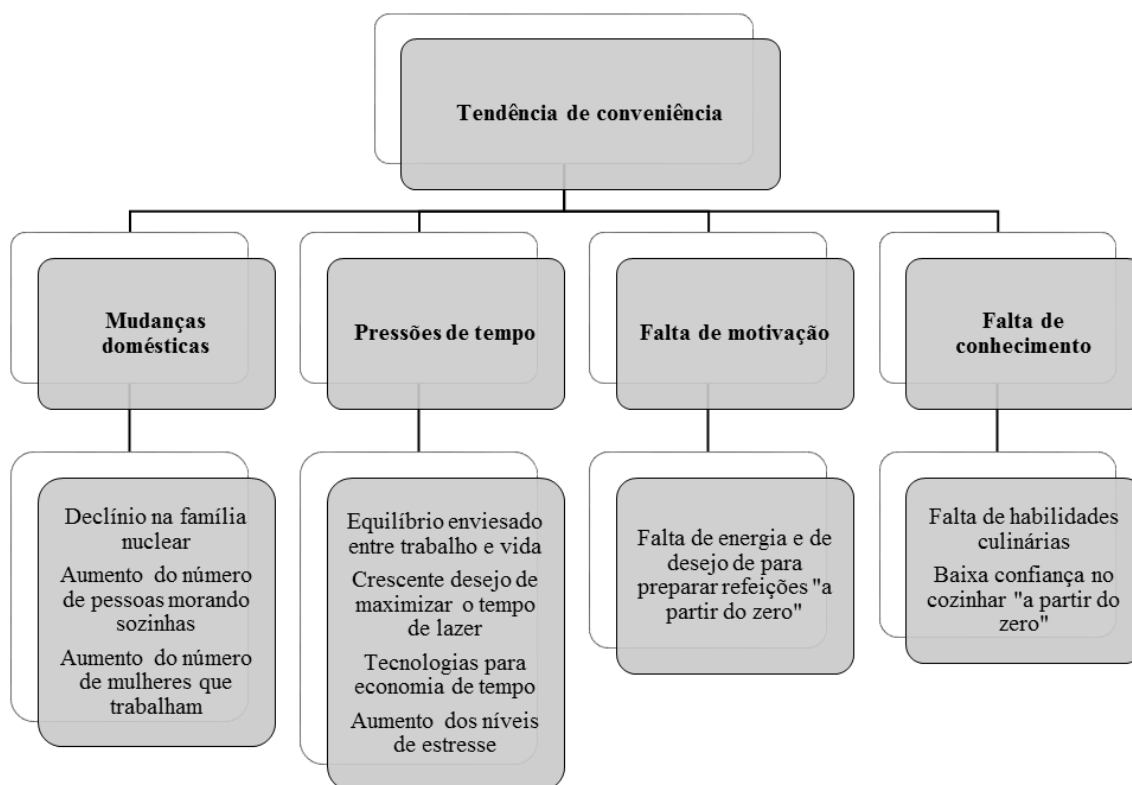 Tendência de conveniência
Mudanças
domésticas
Pressões de tempo
Falta de motivação
Falta de
conhecimento
Declínio na família
nuclear
Aumento do número
de pessoas morando
sozinhas
Aumento do número
de mulheres que
trabalham
Equilíbrio enviesado
entre trabalho e vida
Crescente desejo de
maximizar o tempo
de lazer
Tecnologias para
economia de tempo
Aumento dos níveis
de estresse
Falta de energia e de
desejo de para
preparar refeições "a
partir do zero"
Falta de habilidades
culinárias
Baixa confiança no
cozinhar "a partir do
zero"